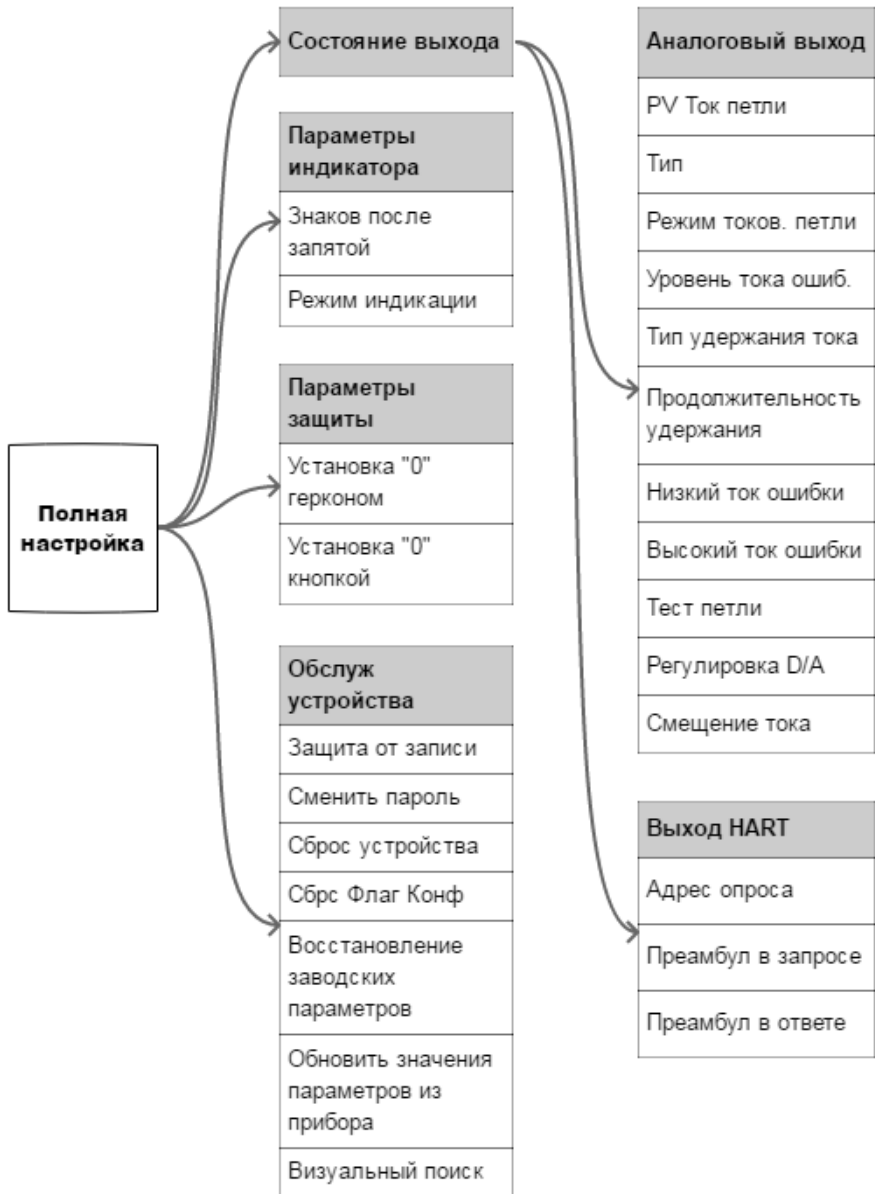 Полная
настройка
Состояние выхода
Параметры
индикатора
Знаков после
запятой
Режим индикации
Параметры
защиты
Установка "0"
герконом
Установка "0"
кнопкой
Обслуж
устройства
Защита от записи
Сменить пароль
Сброс устройства
Сбрс Флаг Конф
Восстановление
заводских
параметров
Обновить значения
параметров из
прибора
Визуальный поиск
Аналоговый выход
PV Ток петли
Тип
Режим токов. петли
Уровень тока ошиб.
Тип удержания тока
Продолжительность
удержания
Низкий ток ошибки
Высокий ток ошибки
Тест петли
Регулировка D/A
Смещение тока
Выход HART
Адрес опроса
Преамбул в запросе
Преамбул в ответе